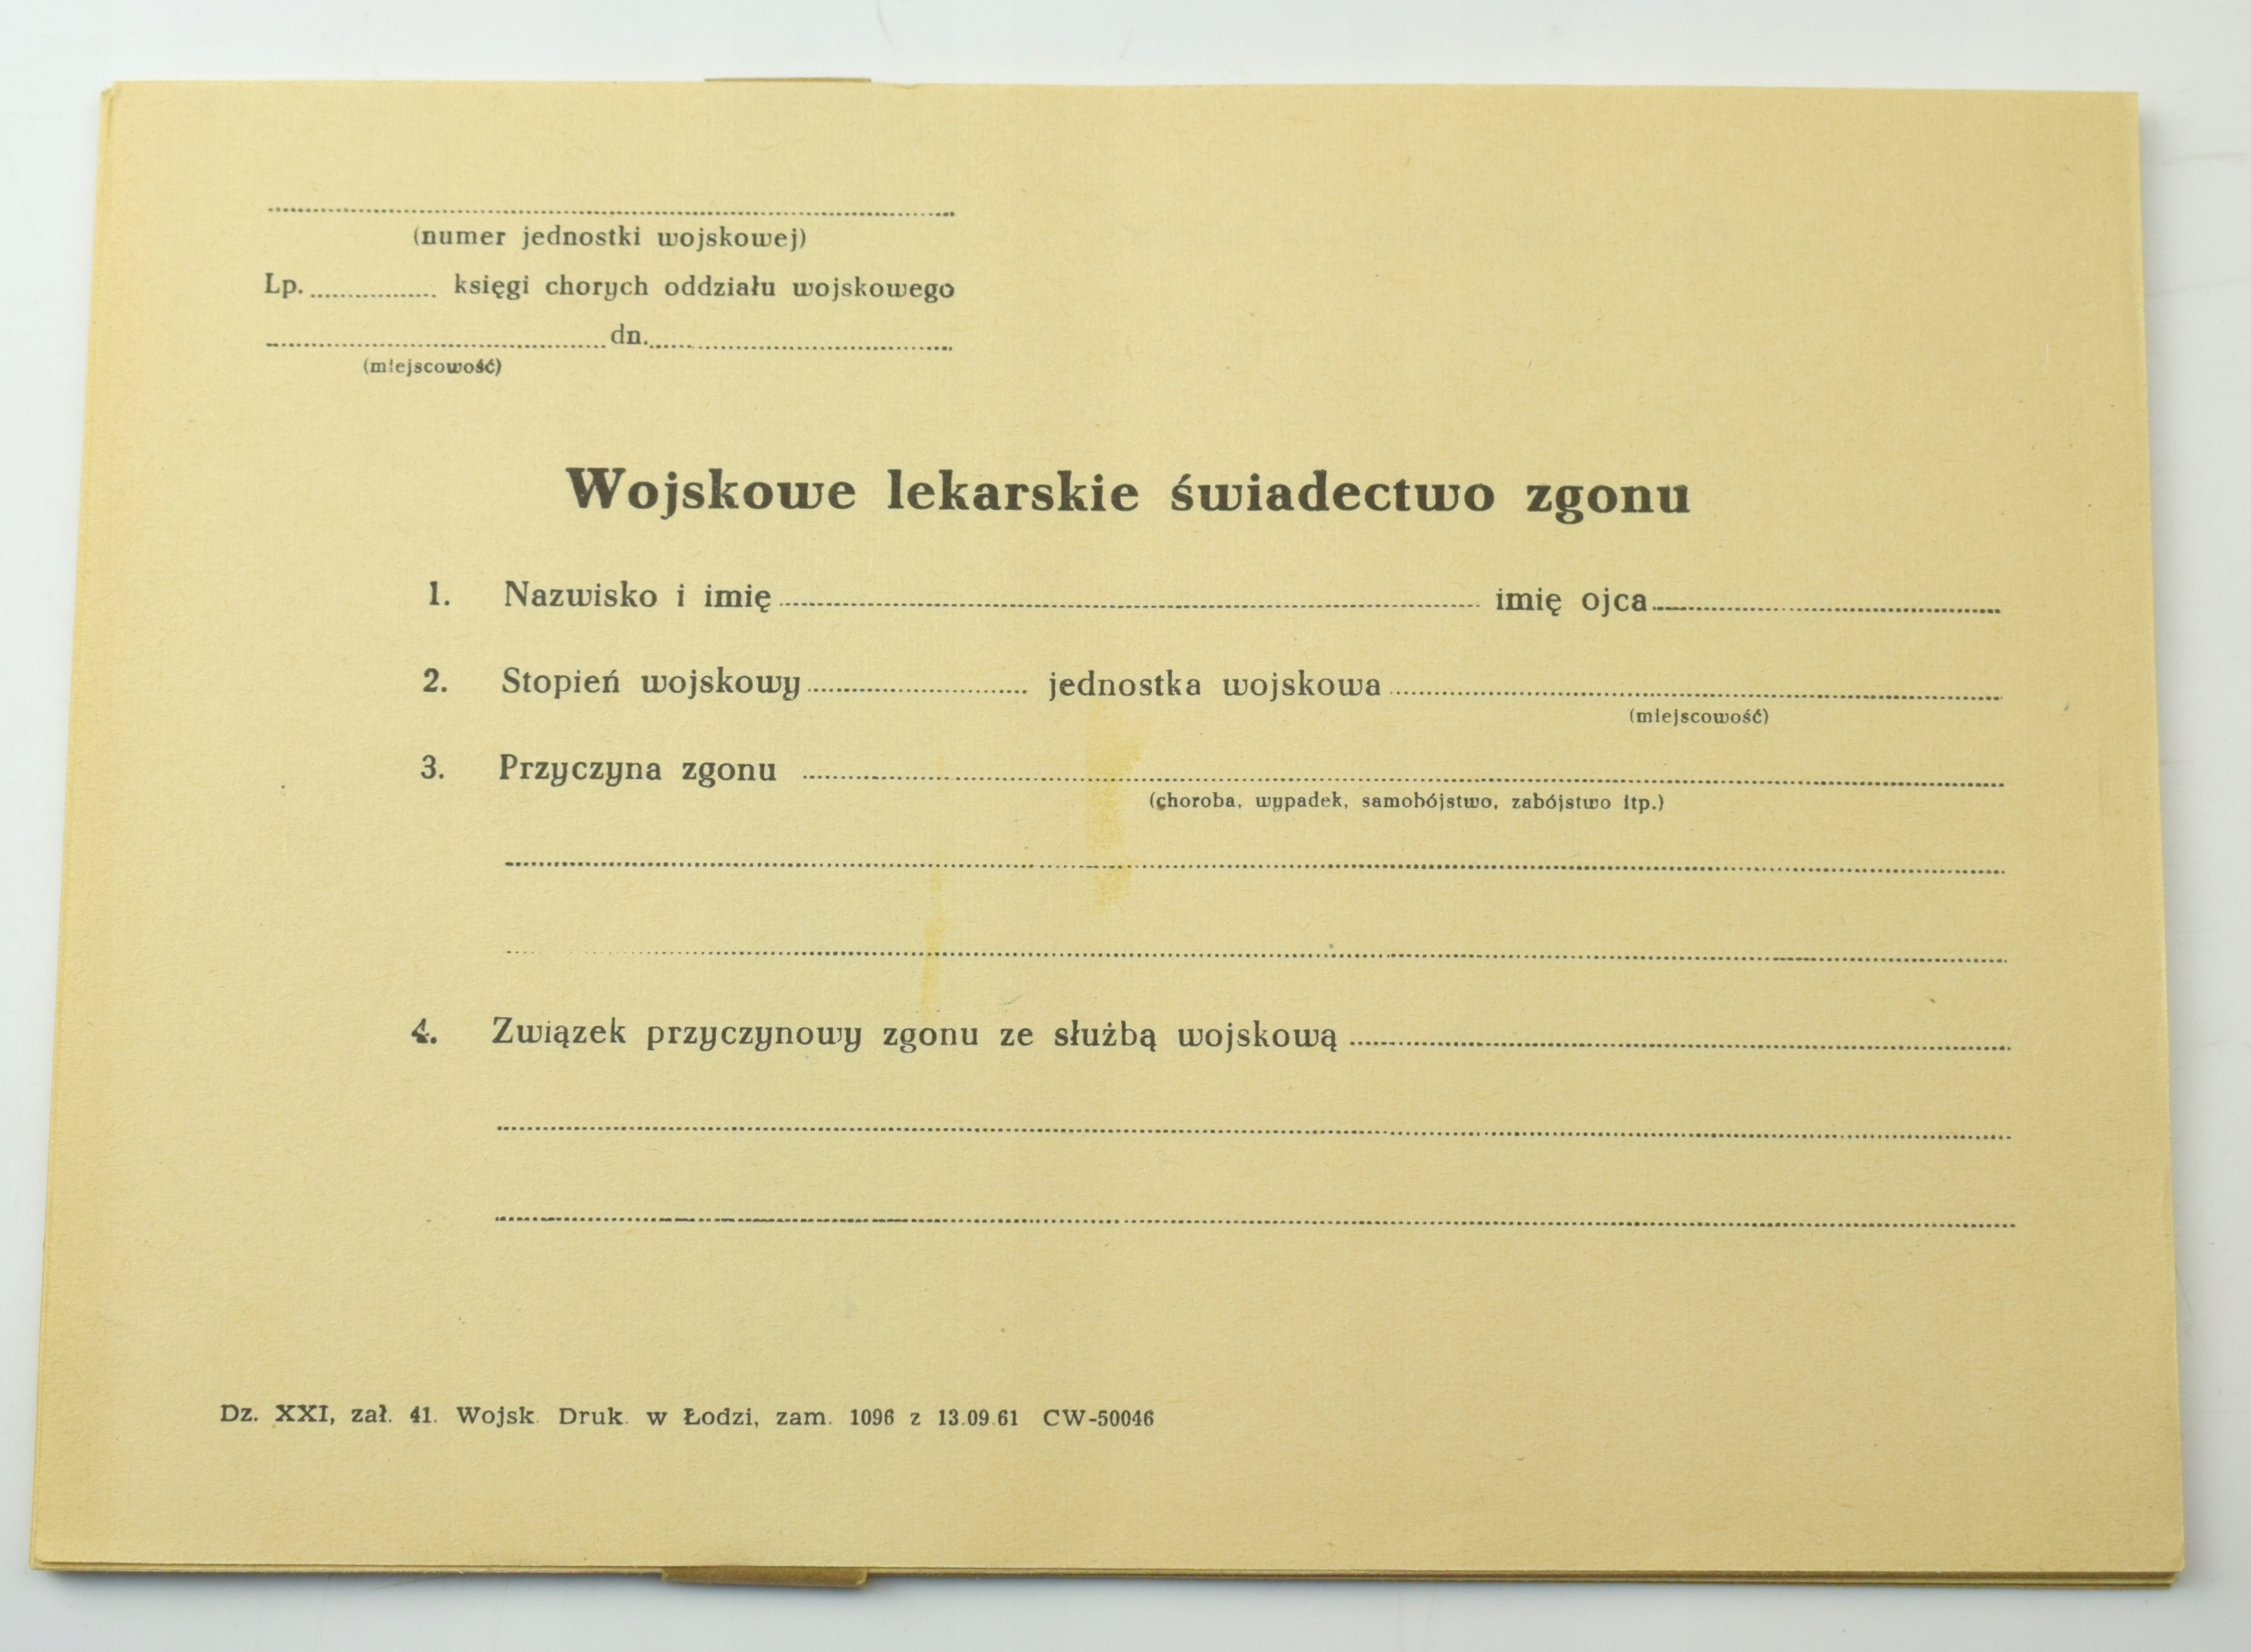 (numer jednostki wojskowej)
Lp. ............ księgi chorych oddziału wojskowego
............ dn. ............
(miejscowość)
Wojskowe lekarskie świadectwo zgonu
1. Nazwisko i imię ............ imię ojca ............
2. Stopień wojskowy ............ jednostka wojskowa ............
(miejscowość)
3. Przyczyna zgonu ............
(choroba, wypadek, samobójstwo, zabójstwo itp.)
4. Związek przyczynowy zgonu ze służbą wojskową ............
Dz. XXI, zał. 41. Wojsk. Druk. w Łodzi, zam. 1096 z 13.09.61 CW-50046